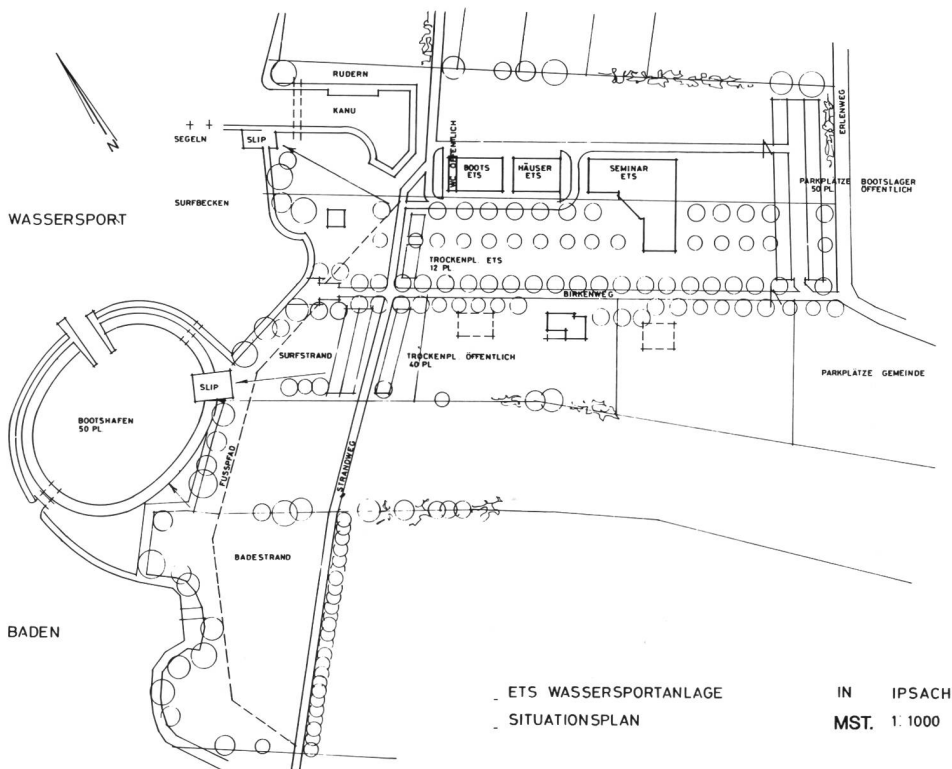 RUDERN
KANU
N
SEGELN
SLIP
WC ÖFFENTLICH
BOOTS
ETS
HÄUSER
ETS
SEMINAR
ETS
ERLENWEG
PARKPLÄTZE BOOTSLAGER
50 PL ÖFFENTLICH
SURFBECKEN
WASSERSPORT
TROCKENPL. ETS
12 PL
BIRKENWEG
SURFSTRAND
TROCKENPL. ÖFFENTLICH
40 PL
PARKPLÄTZE GEMEINDE
SLIP
BOOTSHAFEN
50 PL
FUSSPFAD
STRANDWEG
BADESTRAND
BADEN
_ ETS WASSERSPORTANLAGE IN IPSACH
_ SITUATIONSPLAN MST. 1:1000